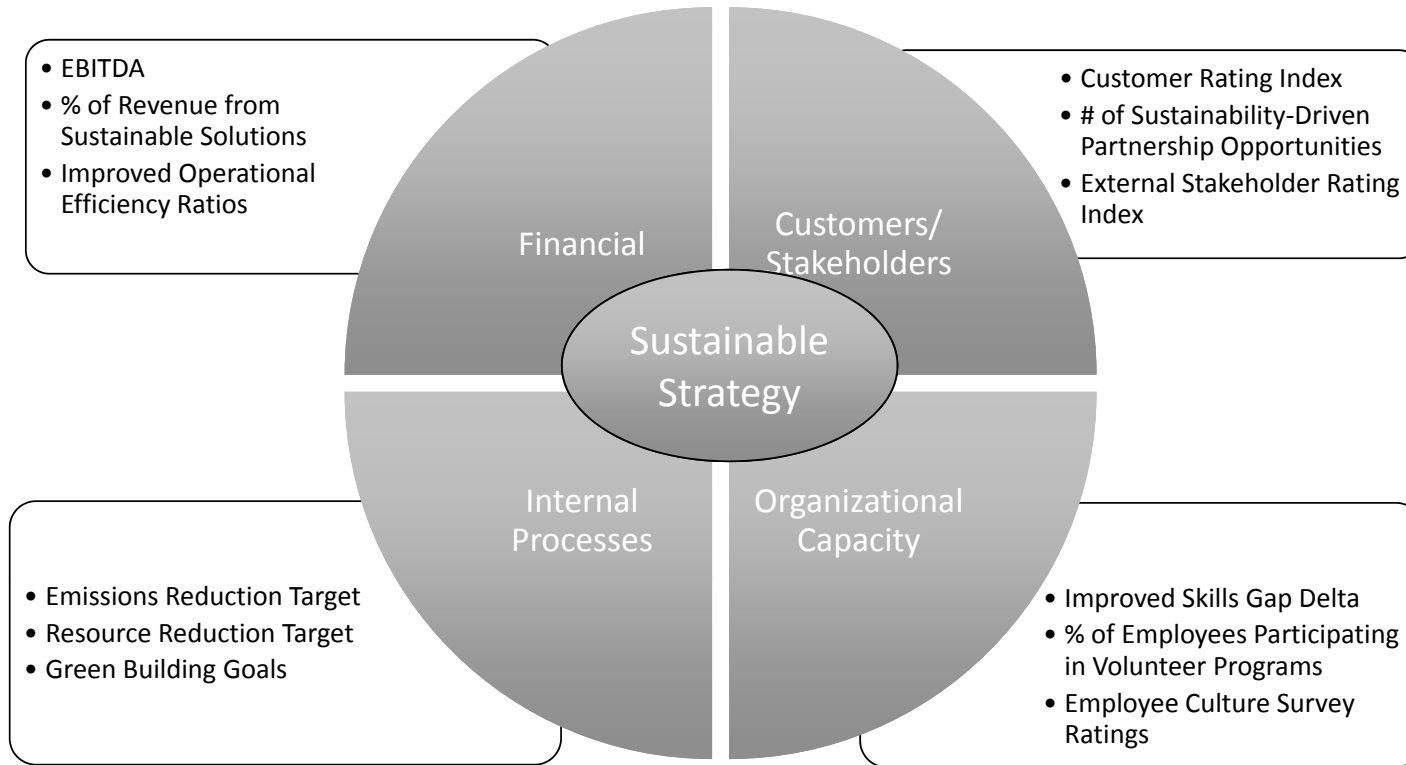 • EBITDA
• % of Revenue from
Sustainable Solutions
• Improved Operational
Efficiency Ratios
Financial
• Customer Rating Index
• # of Sustainability-Driven
Partnership Opportunities
• External Stakeholder Rating
Index
Customers/
Stakeholders
Sustainable
Strategy
Internal
Processes
• Emissions Reduction Target
• Resource Reduction Target
• Green Building Goals
Organizational
Capacity
• Improved Skills Gap Delta
• % of Employees Participating
in Volunteer Programs
• Employee Culture Survey
Ratings